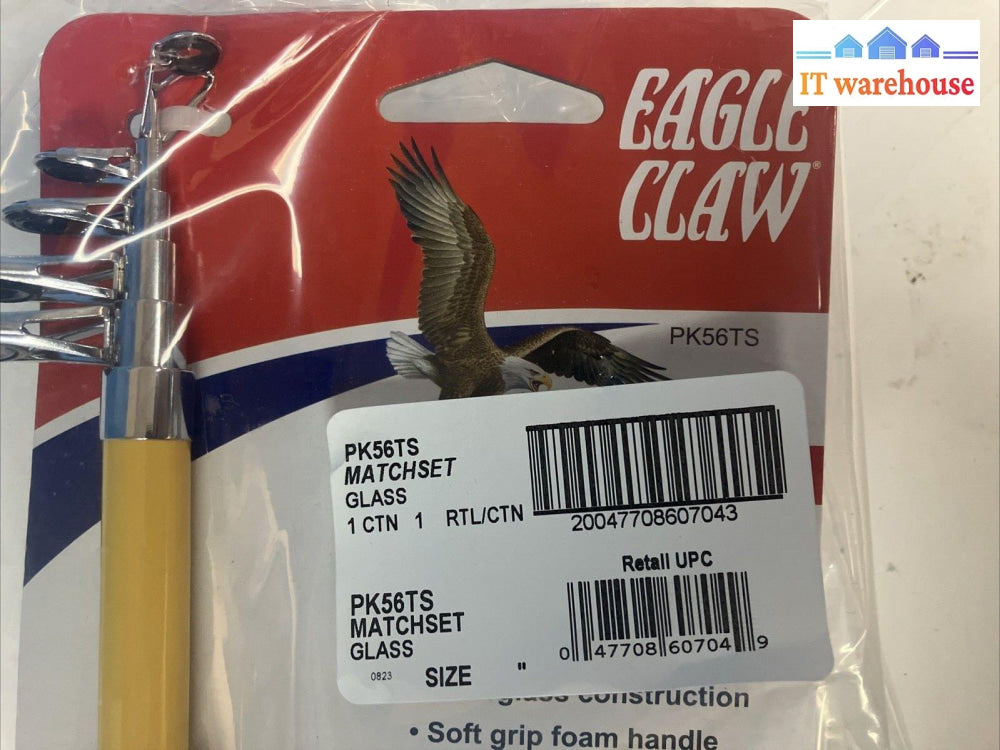 IT warehouse
EAGLE
CLAW®
PK56TS
PK56TS
MATCHSET
GLASS
1 CTN 1 RTL/CTN
20047708607043
Retail UPC
PK56TS
MATCHSET
GLASS
0 47708 60704 9
0823 SIZE "
construction
• Soft grip foam handle